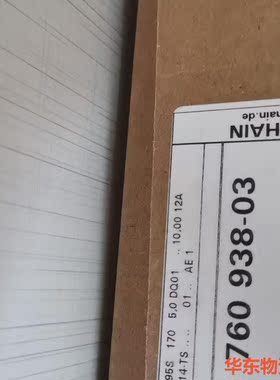 HAIN
hain.de
760 938-03
95S 170 5,0 DQ01 .. 10,00 12A
14-TS .. .. 01 .. AE 1
华东物